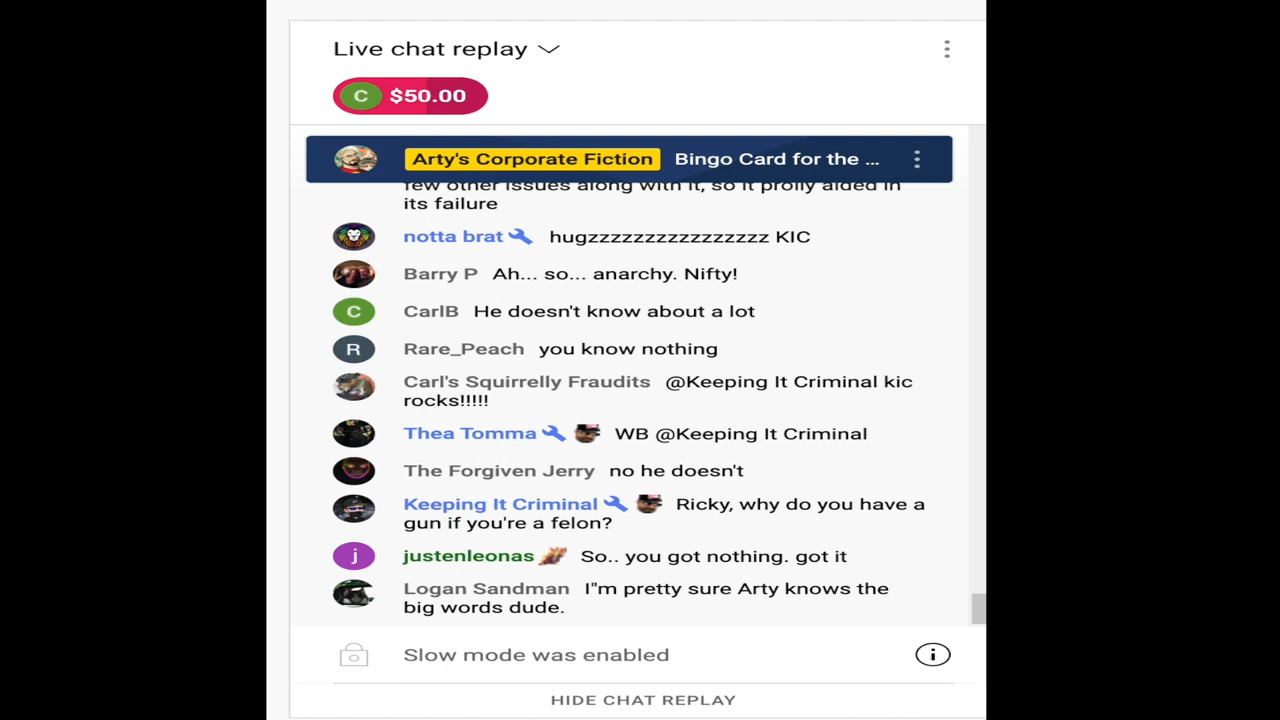 Live chat replay
C $50.00
Arty's Corporate Fiction Bingo Card for the ...
few other issues along with it, so it prolly aided in
its failure
notta brat hugzzzzzzzzzzzzzzzz KIC
Barry P Ah... so... anarchy. Nifty!
C CarlB He doesn't know about a lot
R Rare_Peach you know nothing
Carl's Squirrelly Fraudits @Keeping It Criminal kic
rocks!!!!!
Thea Tomma WB @Keeping It Criminal
The Forgiven Jerry no he doesn't
Keeping It Criminal Ricky, why do you have a
gun if you're a felon?
j justenleonas So.. you got nothing. got it
Logan Sandman I"m pretty sure Arty knows the
big words dude.
Slow mode was enabled
HIDE CHAT REPLAY